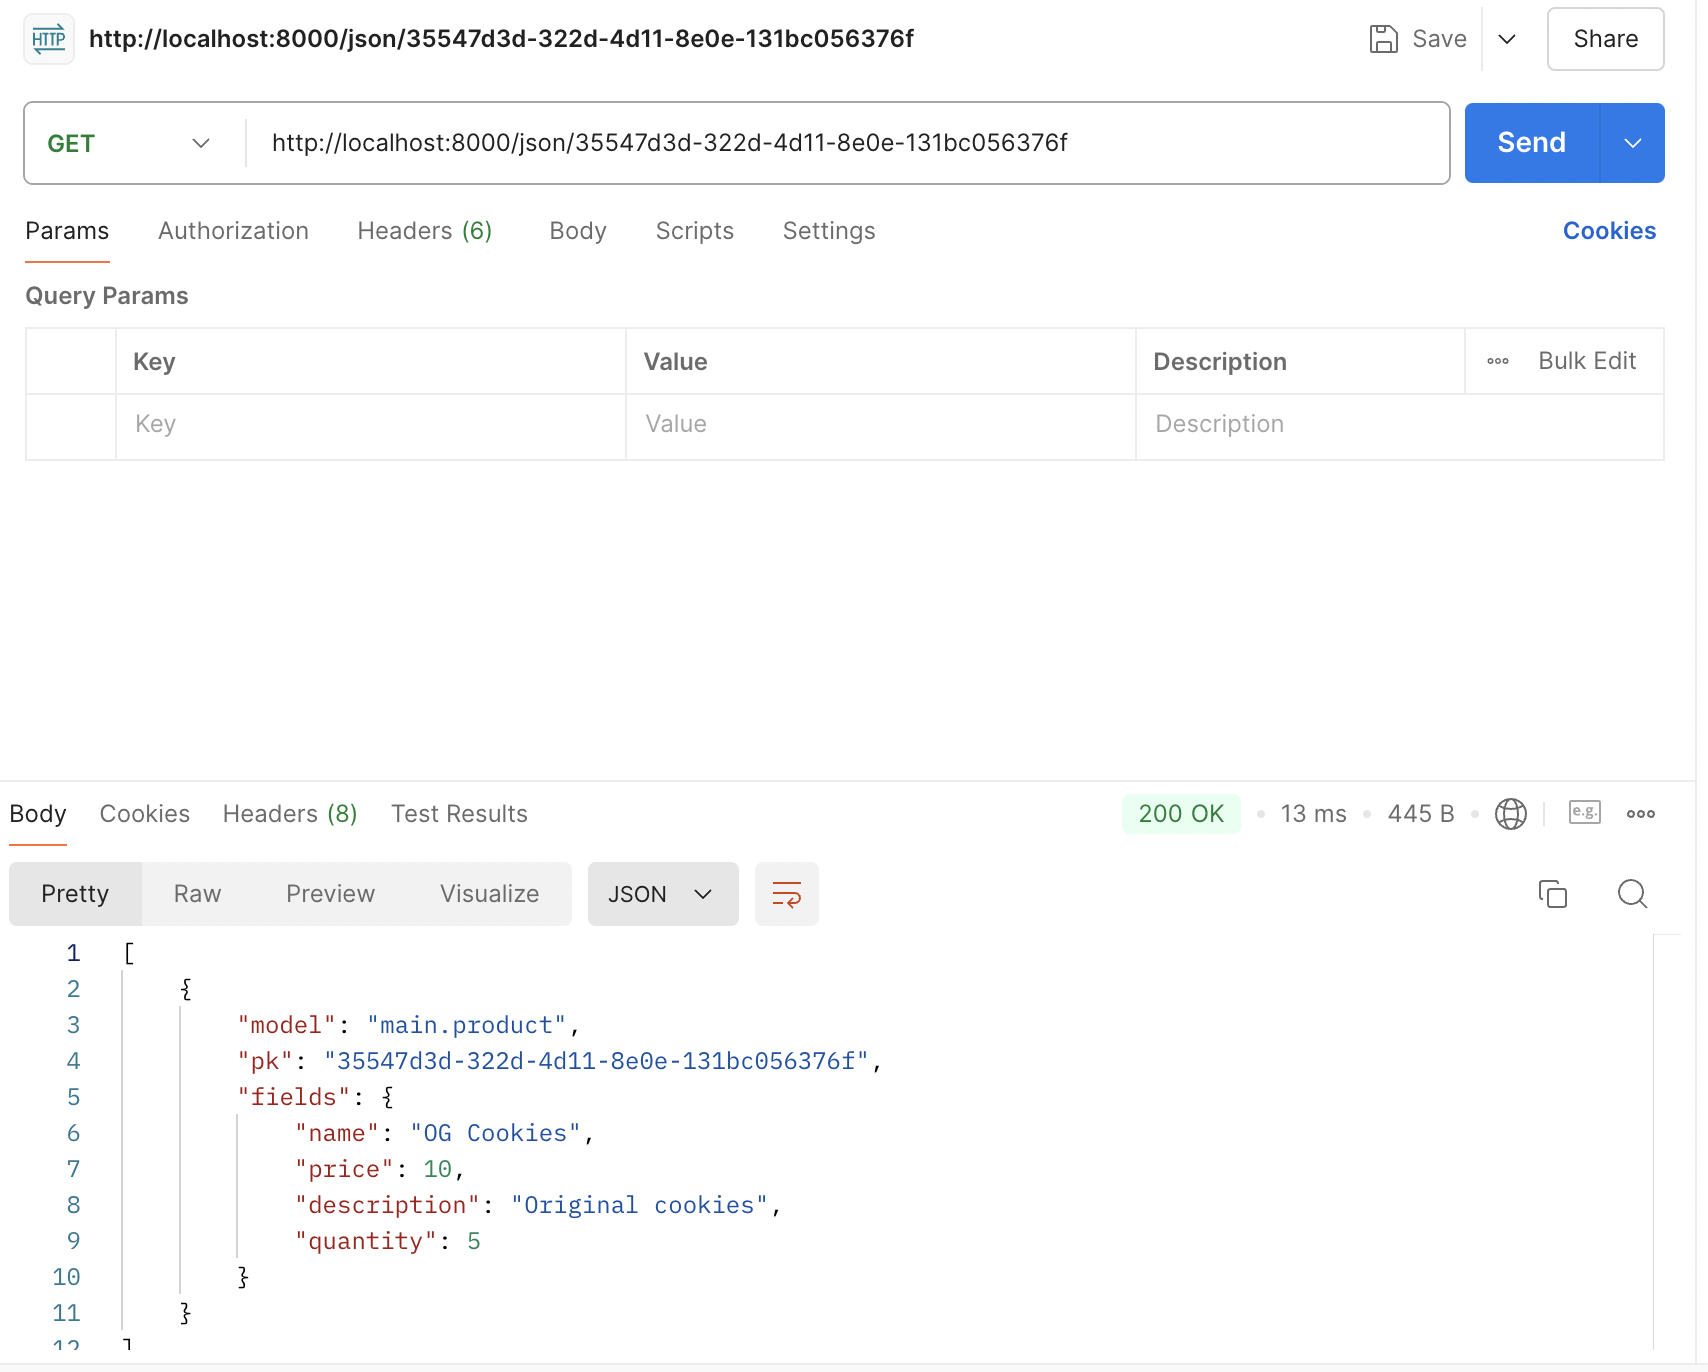 HTTP http://localhost:8000/json/35547d3d-322d-4d11-8e0e-131bc056376f Save Share
GET http://localhost:8000/json/35547d3d-322d-4d11-8e0e-131bc056376f Send
Params Authorization Headers (6) Body Scripts Settings Cookies
Query Params
Key Value Description Bulk Edit
Key Value Description
Body Cookies Headers (8) Test Results 200 OK 13 ms 445 B e.g.
Pretty Raw Preview Visualize JSON
1 [
2 {
3 "model": "main.product",
4 "pk": "35547d3d-322d-4d11-8e0e-131bc056376f",
5 "fields": {
6 "name": "OG Cookies",
7 "price": 10,
8 "description": "Original cookies",
9 "quantity": 5
10 }
11 }
12 ]